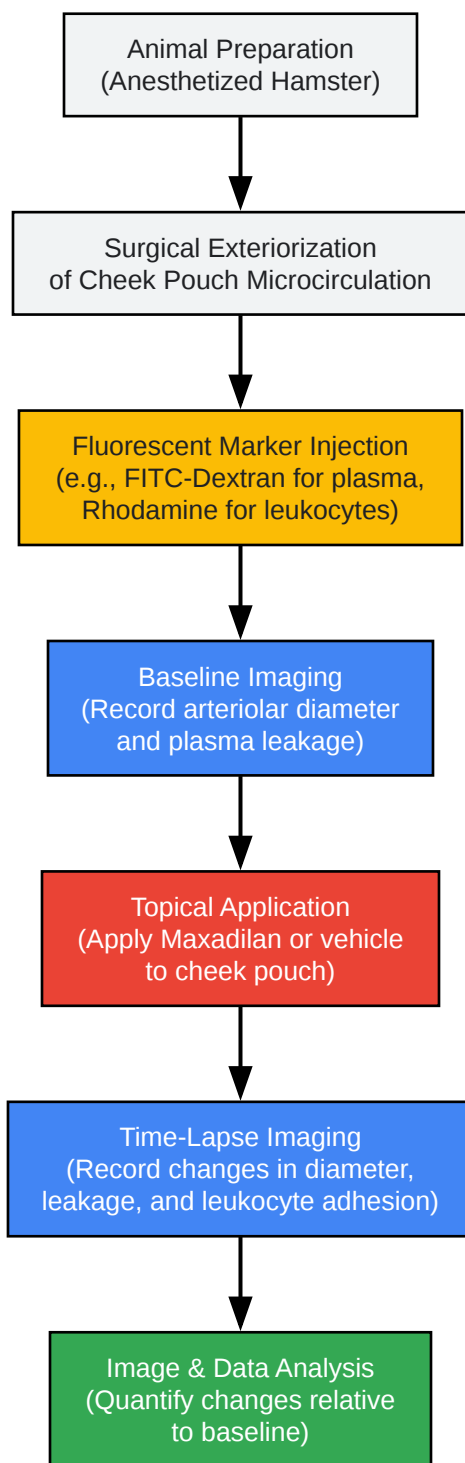 Animal Preparation
(Anesthetized Hamster)
Surgical Exteriorization
of Cheek Pouch Microcirculation
Fluorescent Marker Injection
(e.g., FITC-Dextran for plasma,
Rhodamine for leukocytes)
Baseline Imaging
(Record arteriolar diameter
and plasma leakage)
Topical Application
(Apply Maxadilan or vehicle
to cheek pouch)
Time-Lapse Imaging
(Record changes in diameter,
leakage, and leukocyte adhesion)
Image & Data Analysis
(Quantify changes relative
to baseline)